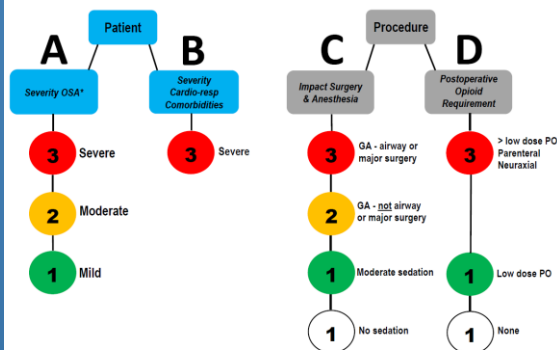 Patient
Procedure
A
B
C
D
Severity OSA*
Severity
Cardio-resp
Comorbidities
Impact Surgery
& Anesthesia
Postoperative
Opioid
Requirement
3 Severe
3 Severe
3 GA - airway or
major surgery
3 > low dose PO
Parenteral
Neuraxial
2 Moderate
2 GA - not airway
or major surgery
1 Mild
1 Moderate sedation
1 Low dose PO
1 No sedation
1 None